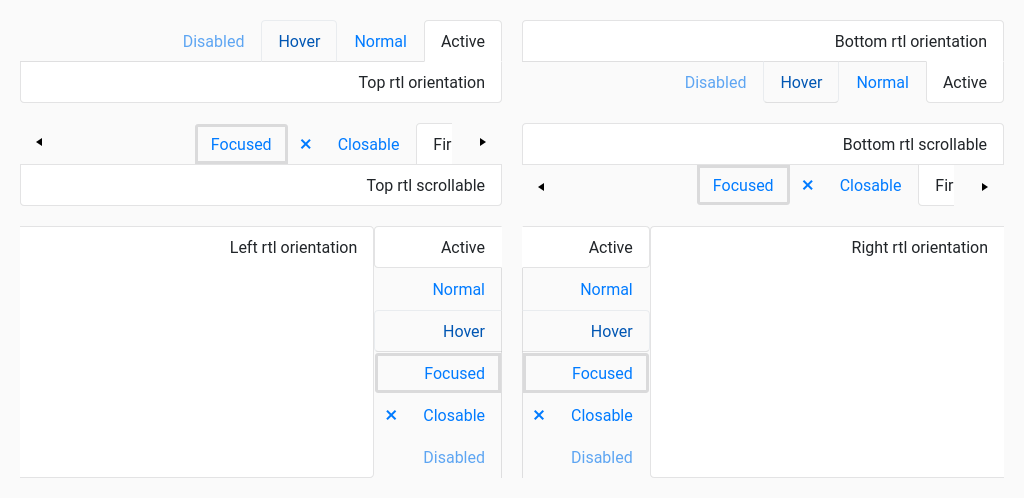 Disabled Hover Normal Active
Top rtl orientation
Bottom rtl orientation
Disabled Hover Normal Active
Focused × Closable Fir
Top rtl scrollable
Bottom rtl scrollable
Focused × Closable Fir
Left rtl orientation
Active
Normal
Hover
Focused
× Closable
Disabled
Active
Normal
Hover
Focused
× Closable
Disabled
Right rtl orientation